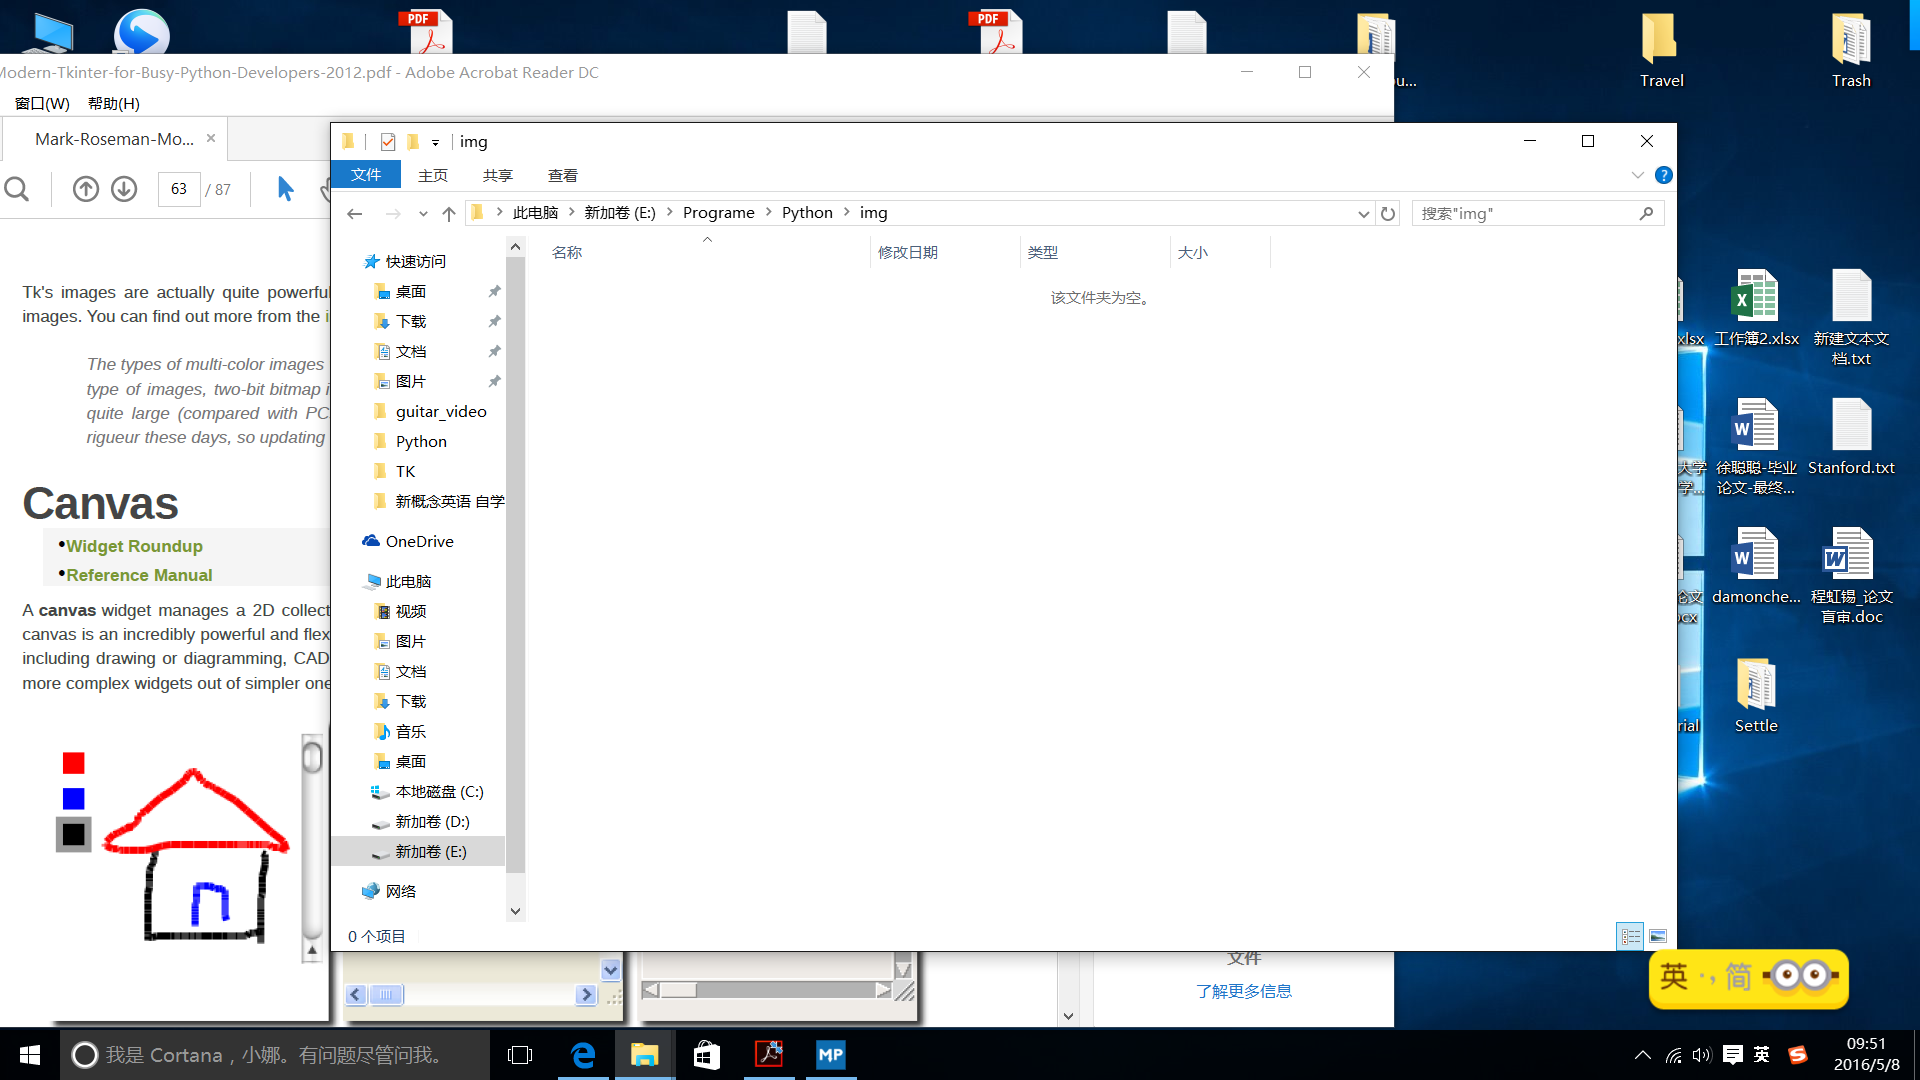 PDF
PDF
Travel
Trash
Modern-Tkinter-for-Busy-Python-Developers-2012.pdf - Adobe Acrobat Reader DC
窗口(W) 帮助(H)
Mark-Roseman-Mo...
63 / 87
img
文件 主页 共享 查看
此电脑 新加卷 (E:) Programe Python img
搜索"img"
名称 修改日期 类型 大小
该文件夹为空。
快速访问
桌面
下载
文档
图片
guitar_video
Python
TK
新概念英语 自学
OneDrive
此电脑
视频
图片
文档
下载
音乐
桌面
本地磁盘 (C:)
新加卷 (D:)
新加卷 (E:)
网络
0 个项目
Tk's images are actually quite powerful
images. You can find out more from the i
The types of multi-color images
type of images, two-bit bitmap i
quite large (compared with PC
rigueur these days, so updating
Canvas
•Widget Roundup
•Reference Manual
A canvas widget manages a 2D collect
canvas is an incredibly powerful and flex
including drawing or diagramming, CAD
more complex widgets out of simpler one
文件
了解更多信息
xlsx
工作簿2.xlsx
新建文本文
档.txt
大学
学...
徐聪聪-毕业
论文-最终...
Stanford.txt
论文
ocx
damonche...
程虹锡_论文
盲审.doc
rial
Settle
英 简
我是 Cortana，小娜。有问题尽管问我。
MP
英
09:51
2016/5/8